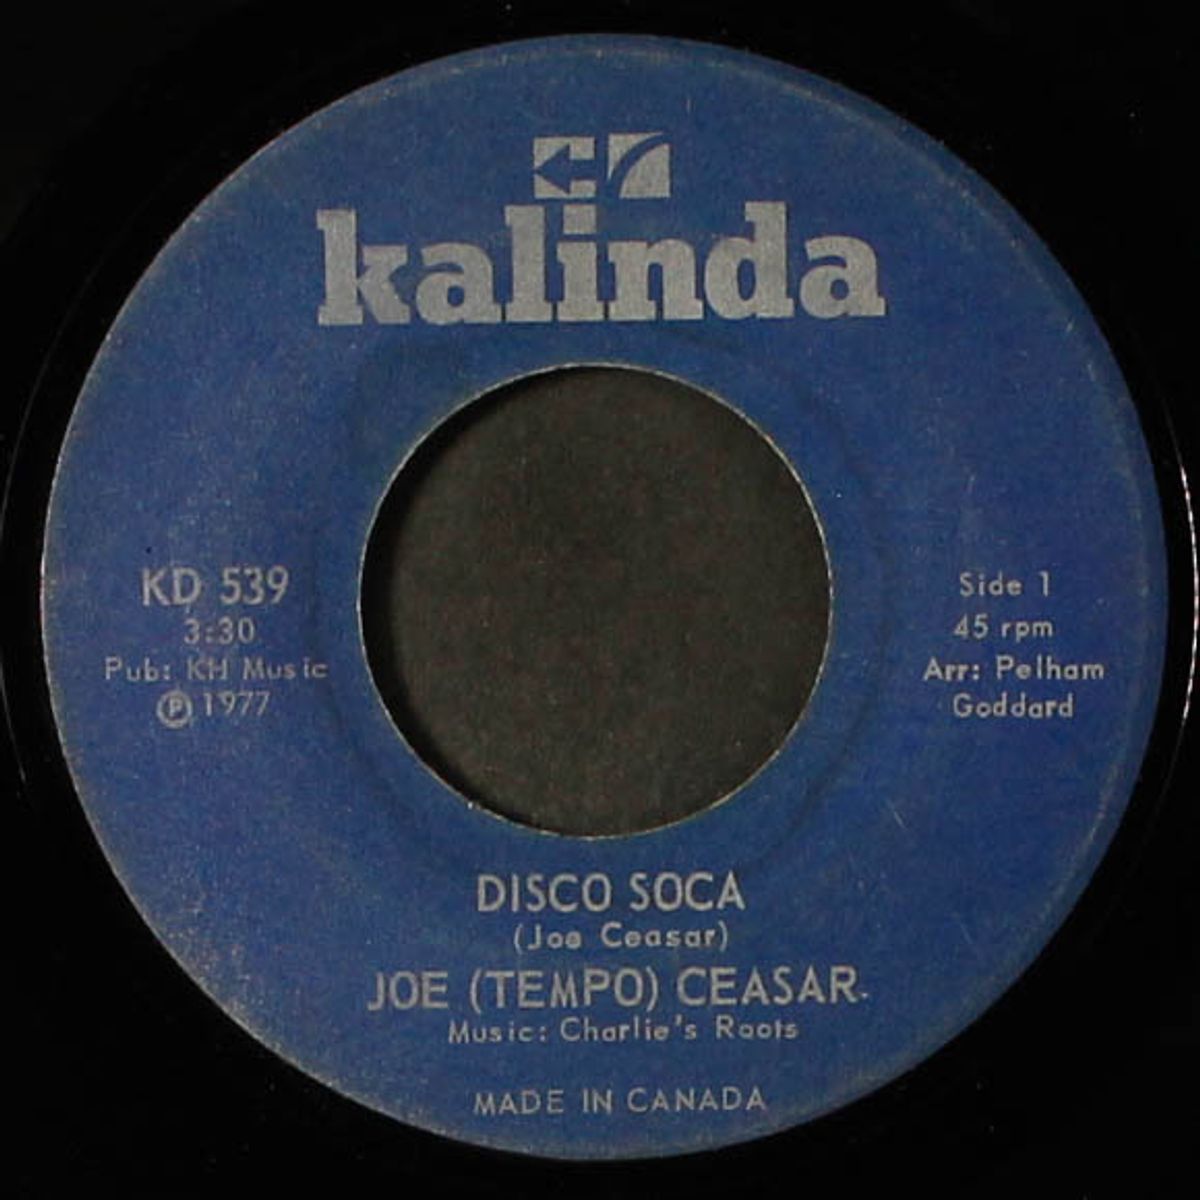 kalinda
KD 539
3:30
Pub: KH Music
℗ 1977
Side 1
45 rpm
Arr: Pelham
Goddard
DISCO SOCA
(Joe Ceasar)
JOE (TEMPO) CEASAR.
Music: Charlie's Roots
MADE IN CANADA